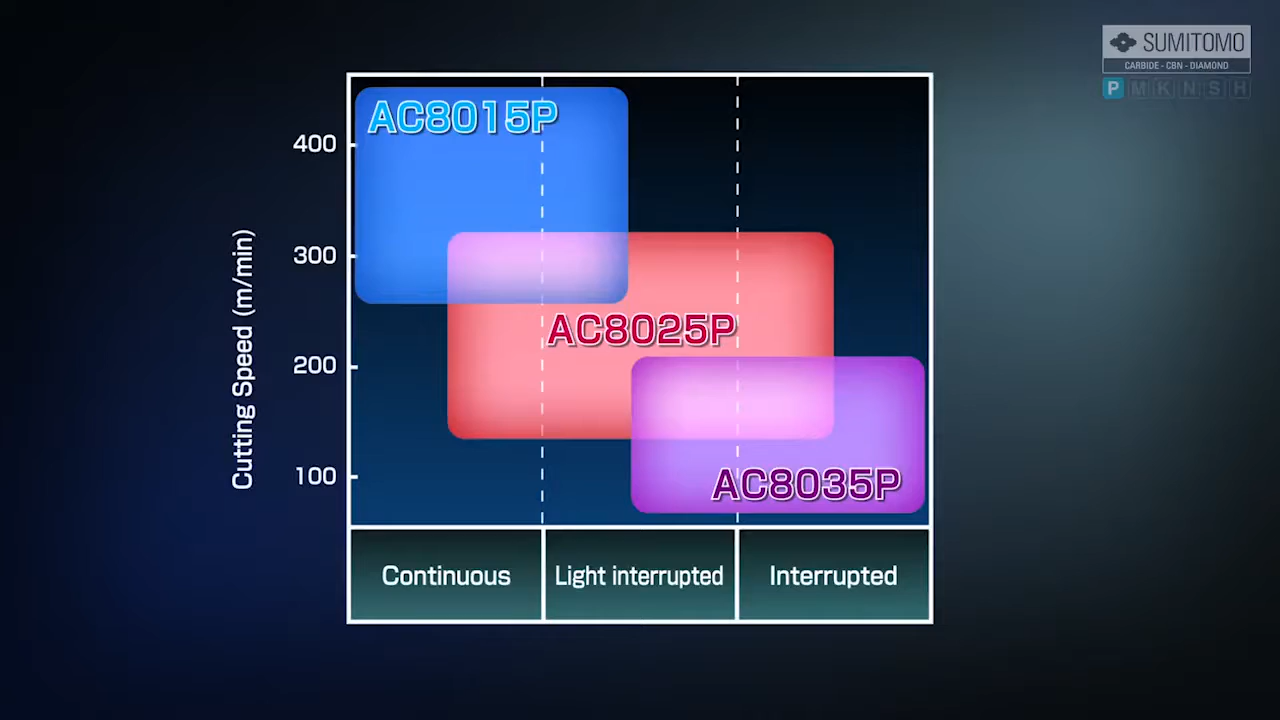 SUMITOMO
CARBIDE - CBN - DIAMOND
P M K N S H
AC8015P
400
300
AC8025P
200
100
AC8035P
Cutting Speed (m/min)
Continuous
Light interrupted
Interrupted